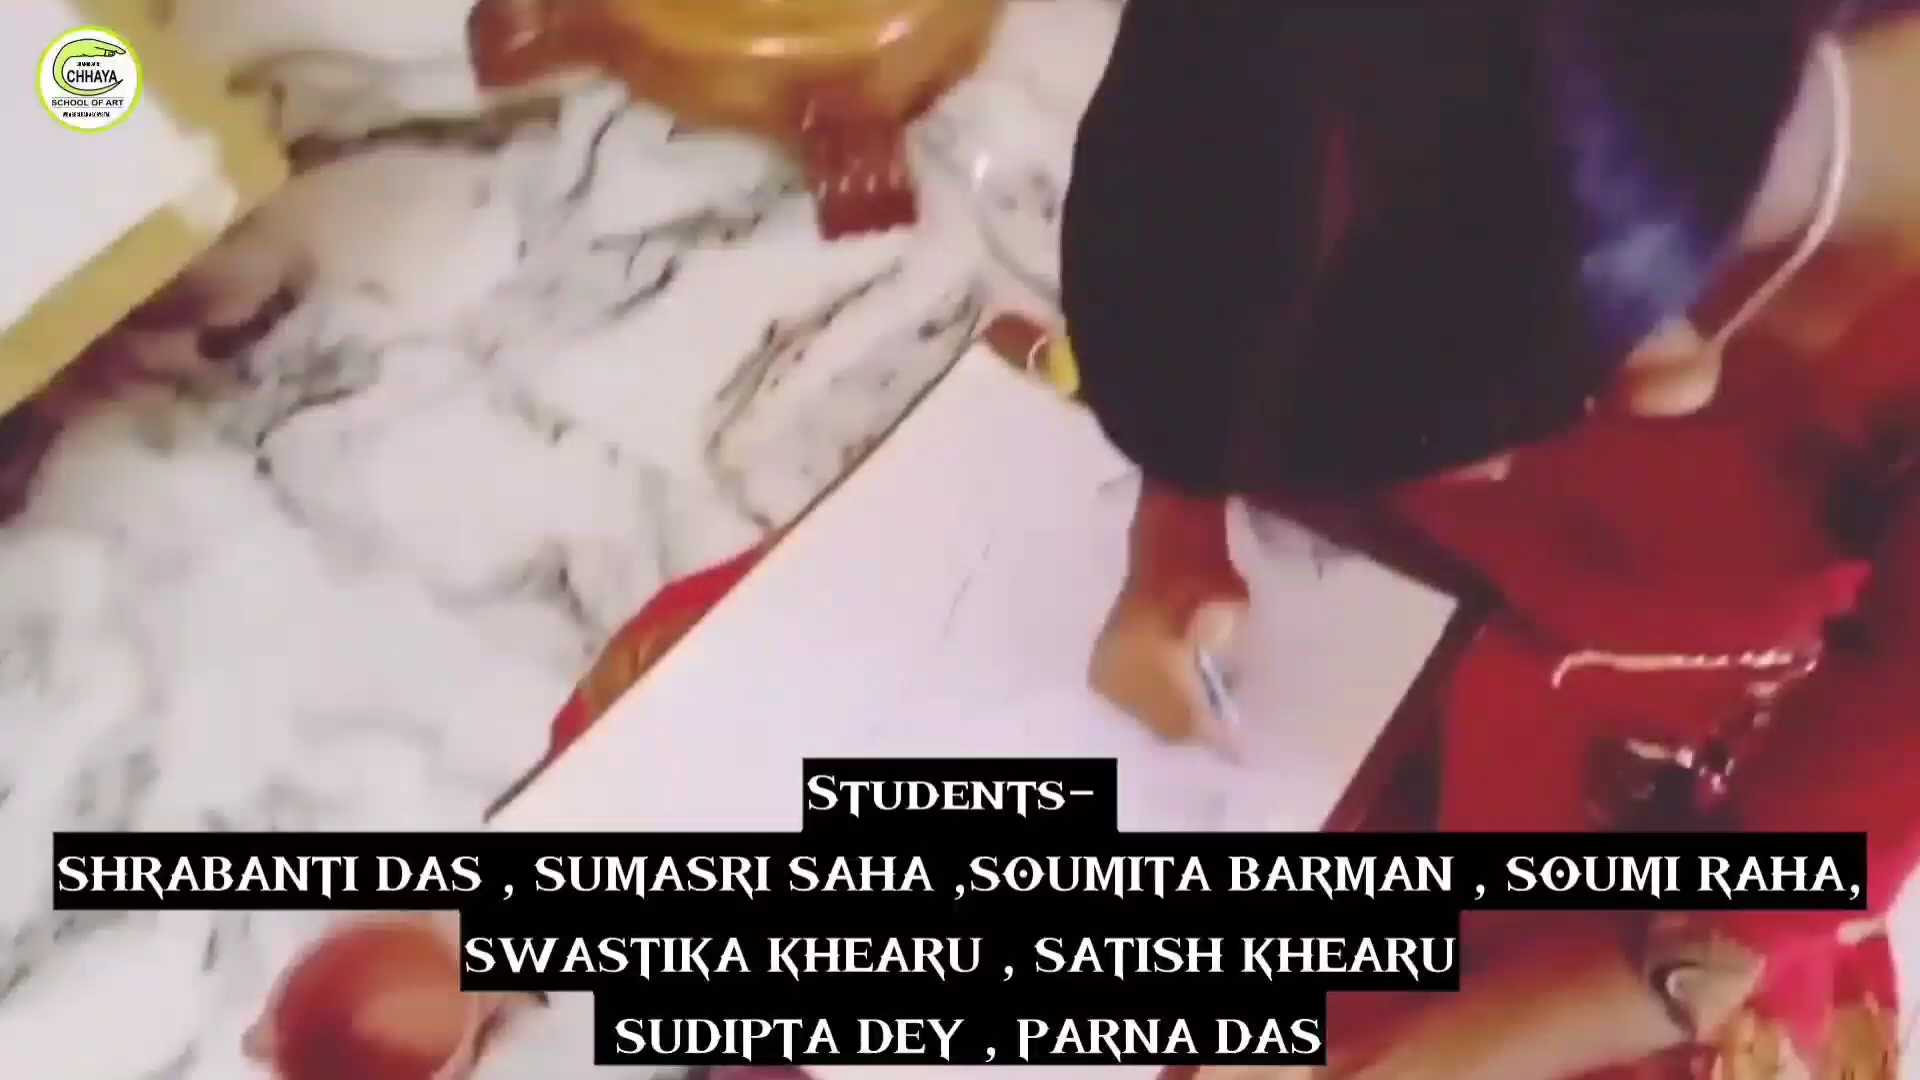 CHHAYA
SCHOOL OF ART
Students-
SHRABANTI DAS , SUMASRI SAHA ,SOUMITA BARMAN , SOUMI RAHA,
SWASTIKA KHEARU , SATISH KHEARU
SUDIPTA DEY , PARNA DAS